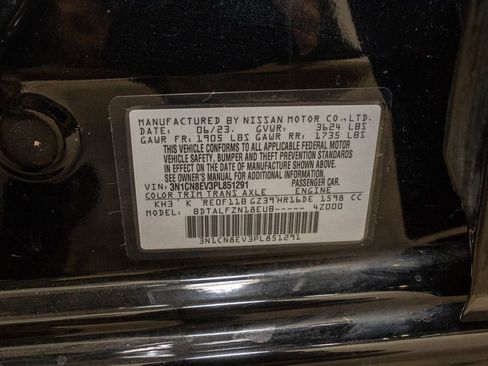 MANUFACTURED BY NISSAN MOTOR CO.,LTD.
DATE: 06/23. GVWR: 3624 LBS
GAWR FR: 1905 LBS GAWR RR: 1735 LBS
THIS VEHICLE CONFORMS TO ALL APPLICABLE FEDERAL MOTOR
VEHICLE SAFETY, BUMPER AND THEFT PREVENTION STANDARDS
IN EFFECT ON THE DATE OF MANUFACTURE SHOWN ABOVE.
SEE OWNER'S MANUAL FOR ADDITIONAL INFORMATION
VIN: 3N1CN8EV3PL851291 PASSENGER CAR.
COLOR TRIM TRANS AXLE ENGINE
KH3 K RE0F11B GZ39 HR16DE 1598 CC
MODEL: BDTALFZN18EUB----- 4Z000
3N1CN8EV3PL851291